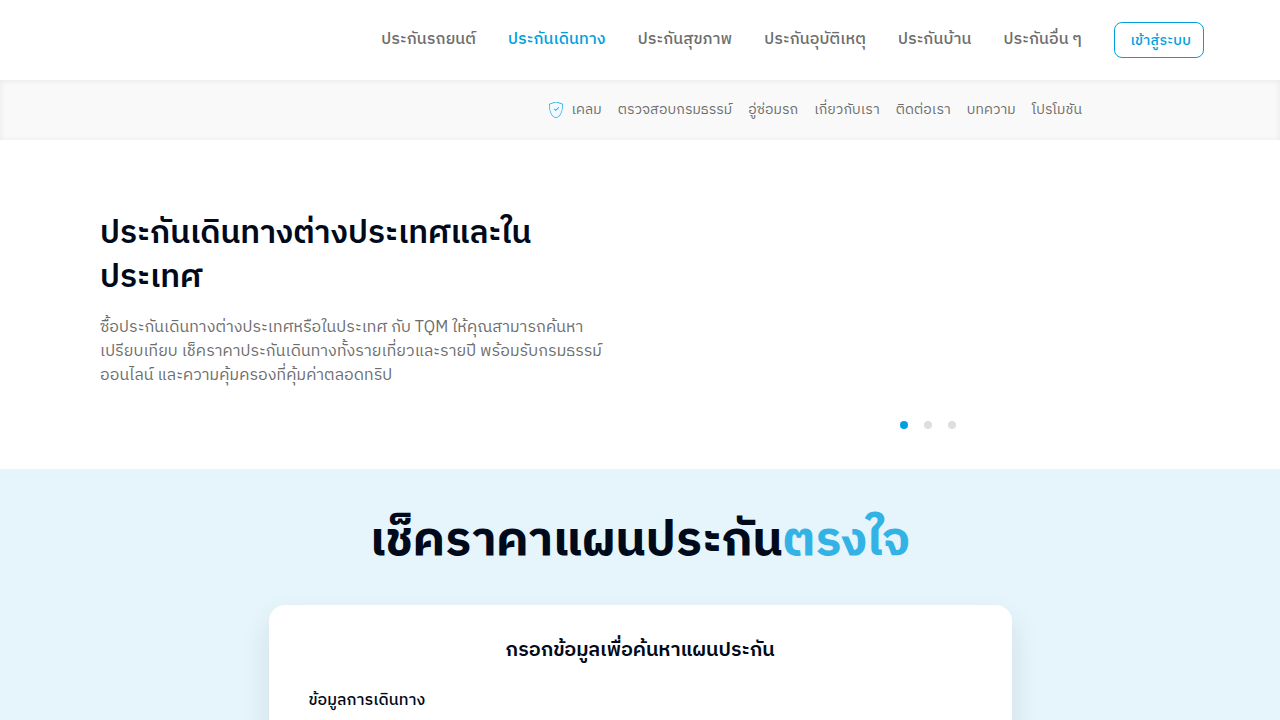 ประกันรถยนต์ ประกันเดินทาง ประกันสุขภาพ ประกันอุบัติเหตุ ประกันบ้าน ประกันอื่น ๆ เข้าสู่ระบบ
เคลม ตรวจสอบกรมธรรม์ อู่ซ่อมรถ เกี่ยวกับเรา ติดต่อเรา บทความ โปรโมชัน
ประกันเดินทางต่างประเทศและใน
ประเทศ
ซื้อประกันเดินทางต่างประเทศหรือในประเทศ กับ TQM ให้คุณสามารถค้นหา
เปรียบเทียบ เช็คราคาประกันเดินทางทั้งรายเที่ยวและรายปี พร้อมรับกรมธรรม์
ออนไลน์ และความคุ้มครองที่คุ้มค่าตลอดทริป
เช็คราคาแผนประกันตรงใจ
กรอกข้อมูลเพื่อค้นหาแผนประกัน
ข้อมูลการเดินทาง